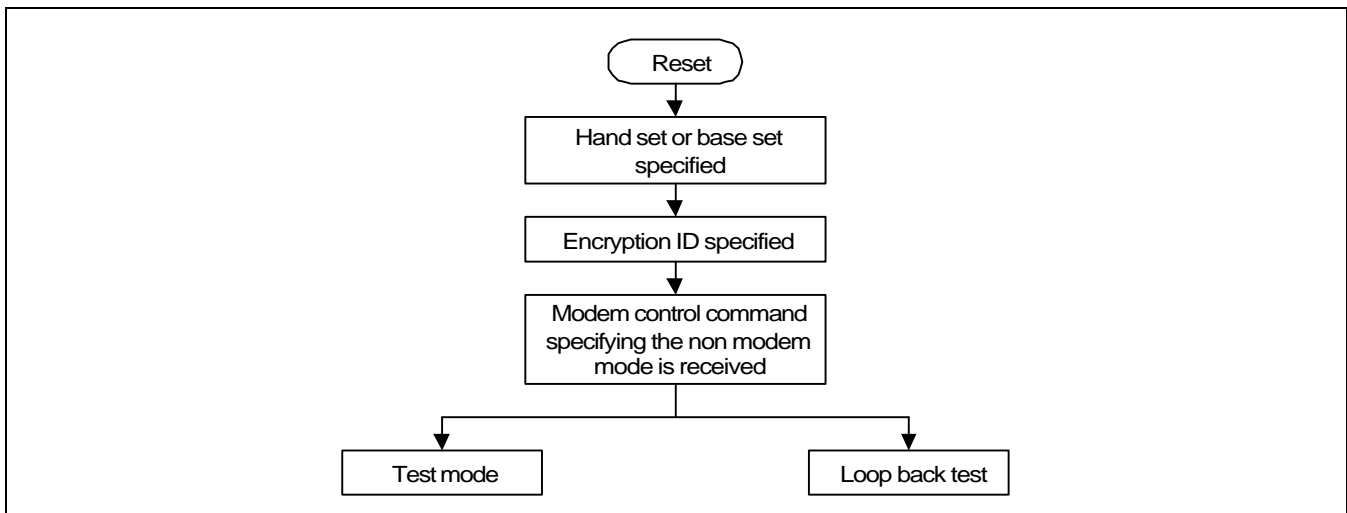 Reset
Hand set or base set
specified
Encryption ID specified
Modem control command
specifying the non modem
mode is received
Test mode
Loop back test